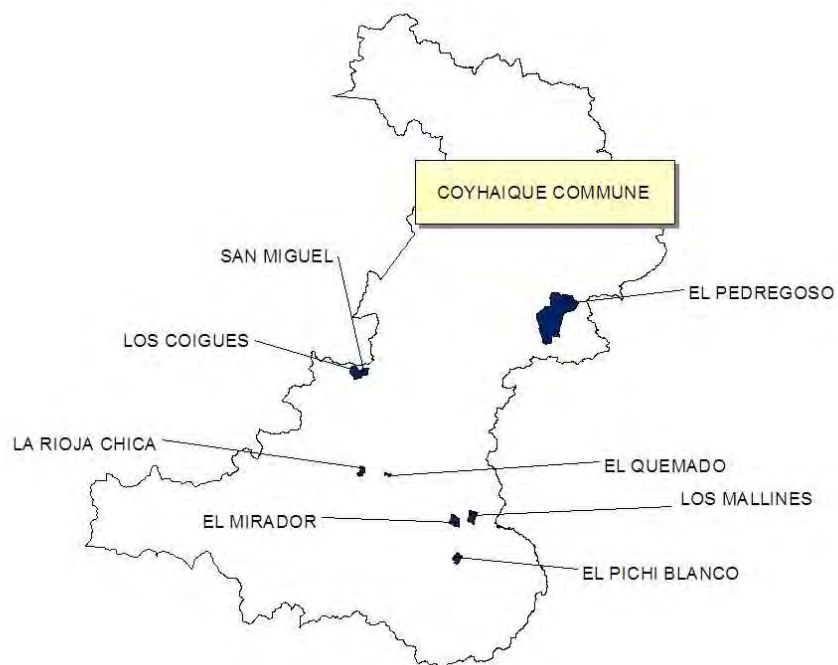 COYHAIQUE COMMUNE
SAN MIGUEL
EL PEDREGOSO
LOS COIGUES
LA RIOJA CHICA
EL QUEMADO
LOS MALLINES
EL MIRADOR
EL PICHI BLANCO